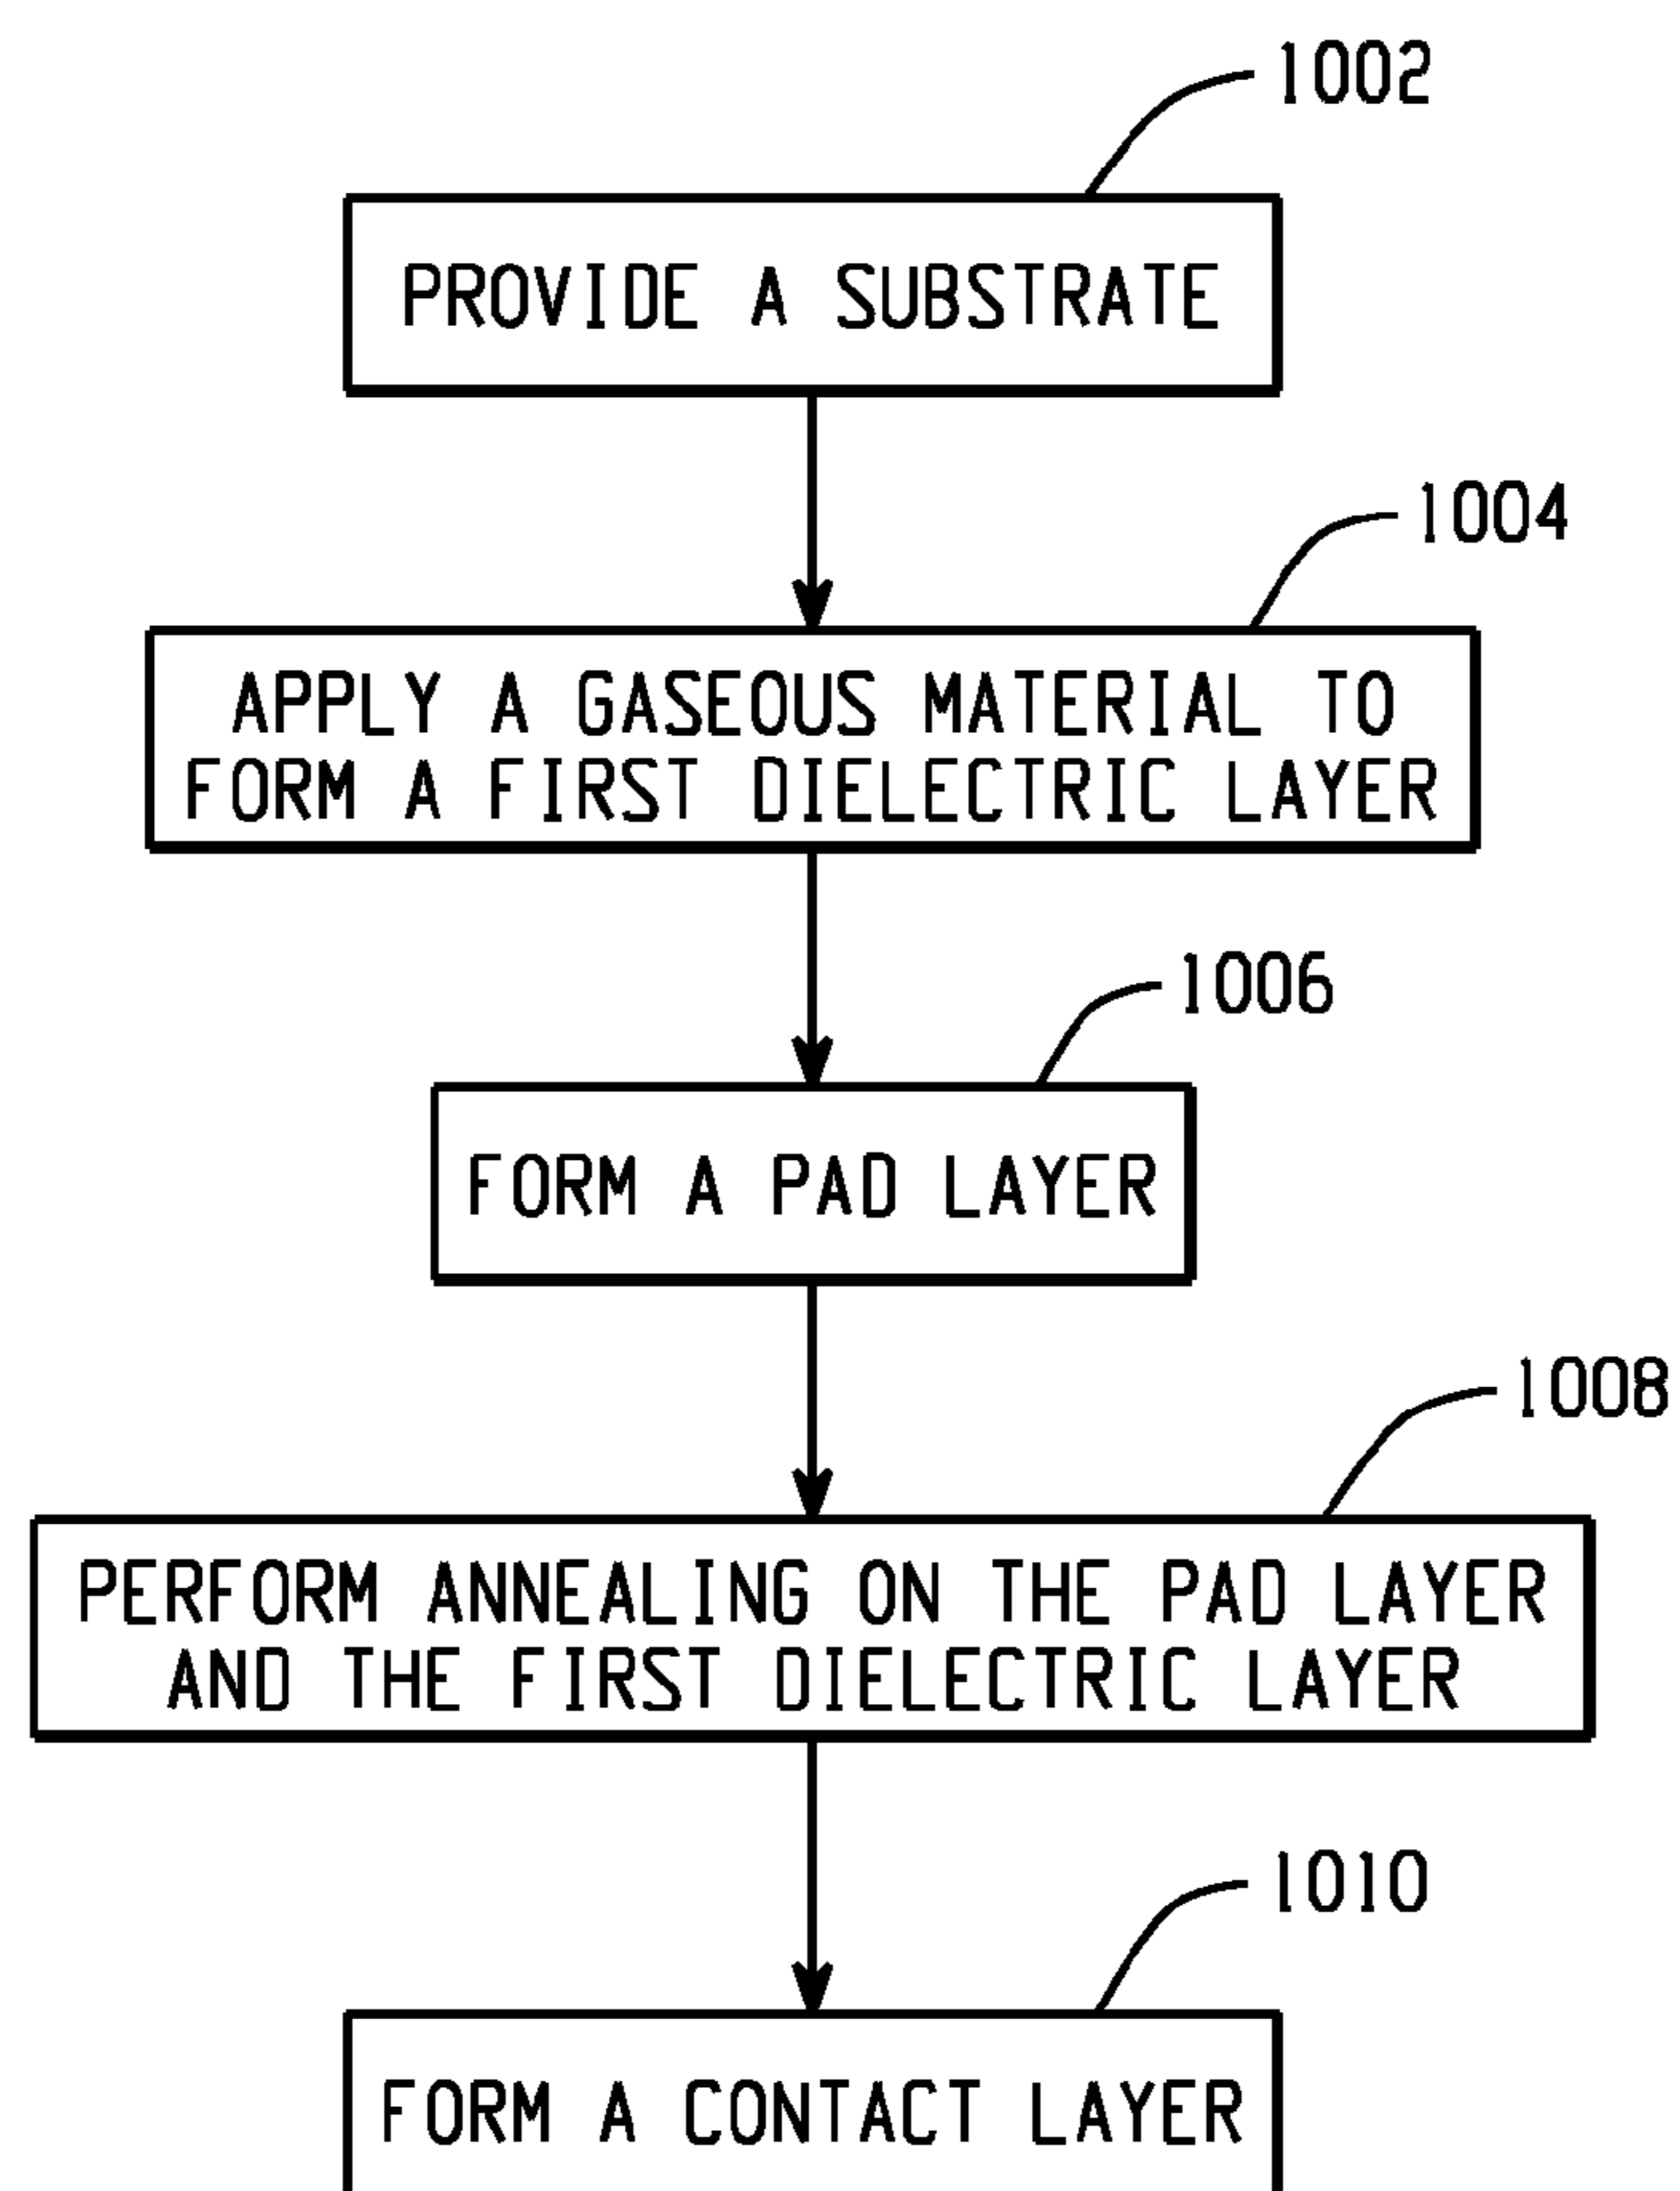 1002
PROVIDE A SUBSTRATE
1004
APPLY A GASEOUS MATERIAL TO
FORM A FIRST DIELECTRIC LAYER
1006
FORM A PAD LAYER
1008
PERFORM ANNEALING ON THE PAD LAYER
AND THE FIRST DIELECTRIC LAYER
1010
FORM A CONTACT LAYER